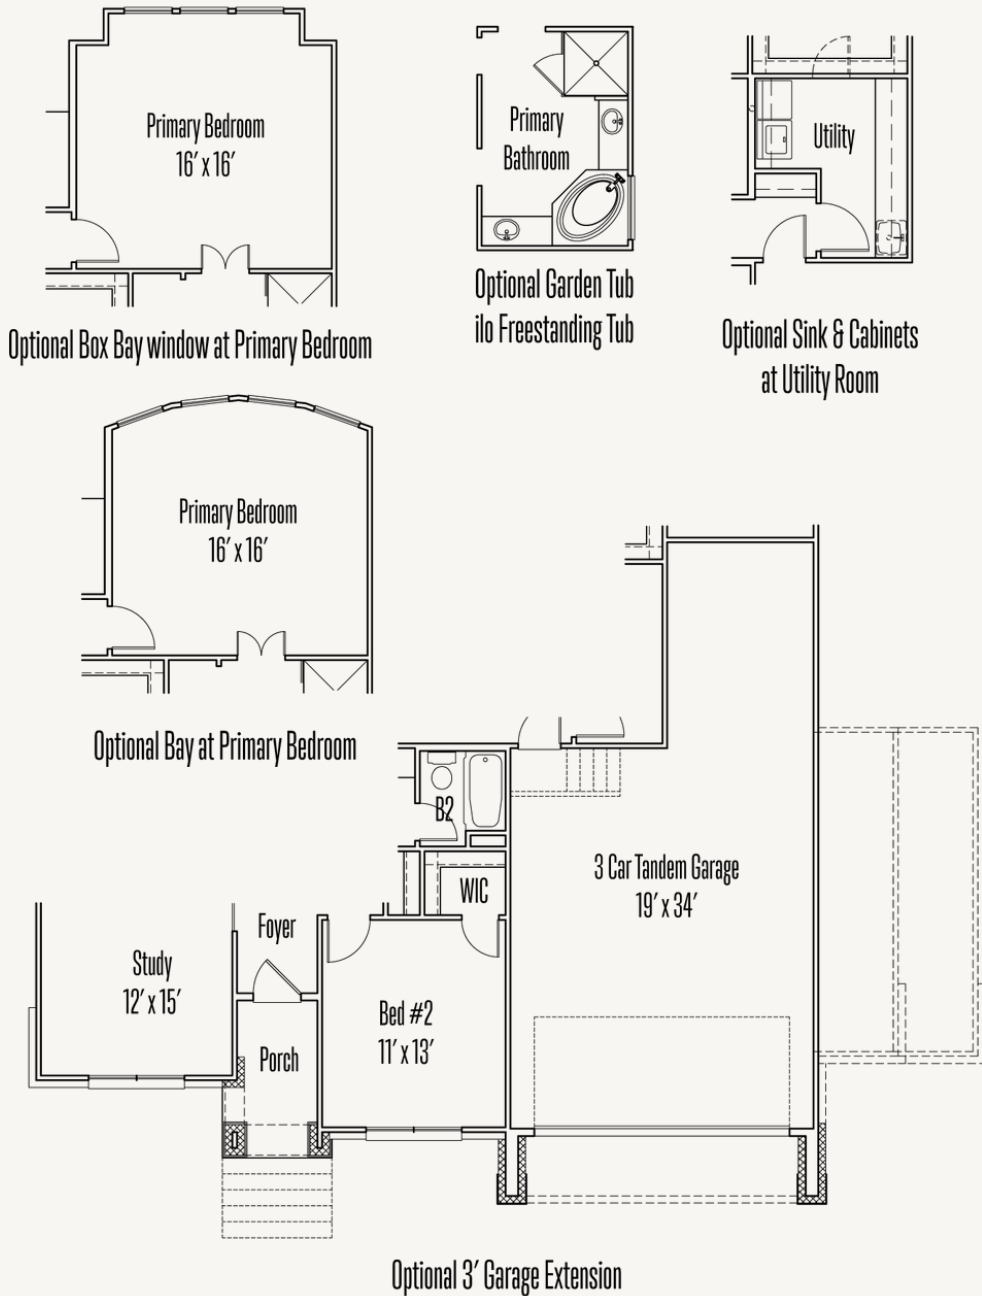 Primary Bedroom
16′ x 16′
Optional Box Bay window at Primary Bedroom
Primary
Bathroom
Optional Garden Tub
ilo Freestanding Tub
Utility
Optional Sink & Cabinets
at Utility Room
Primary Bedroom
16′ x 16′
Optional Bay at Primary Bedroom
B2
WIC
3 Car Tandem Garage
19′ x 34′
Foyer
Study
12′ x 15′
Bed #2
11′ x 13′
Porch
Optional 3′ Garage Extension